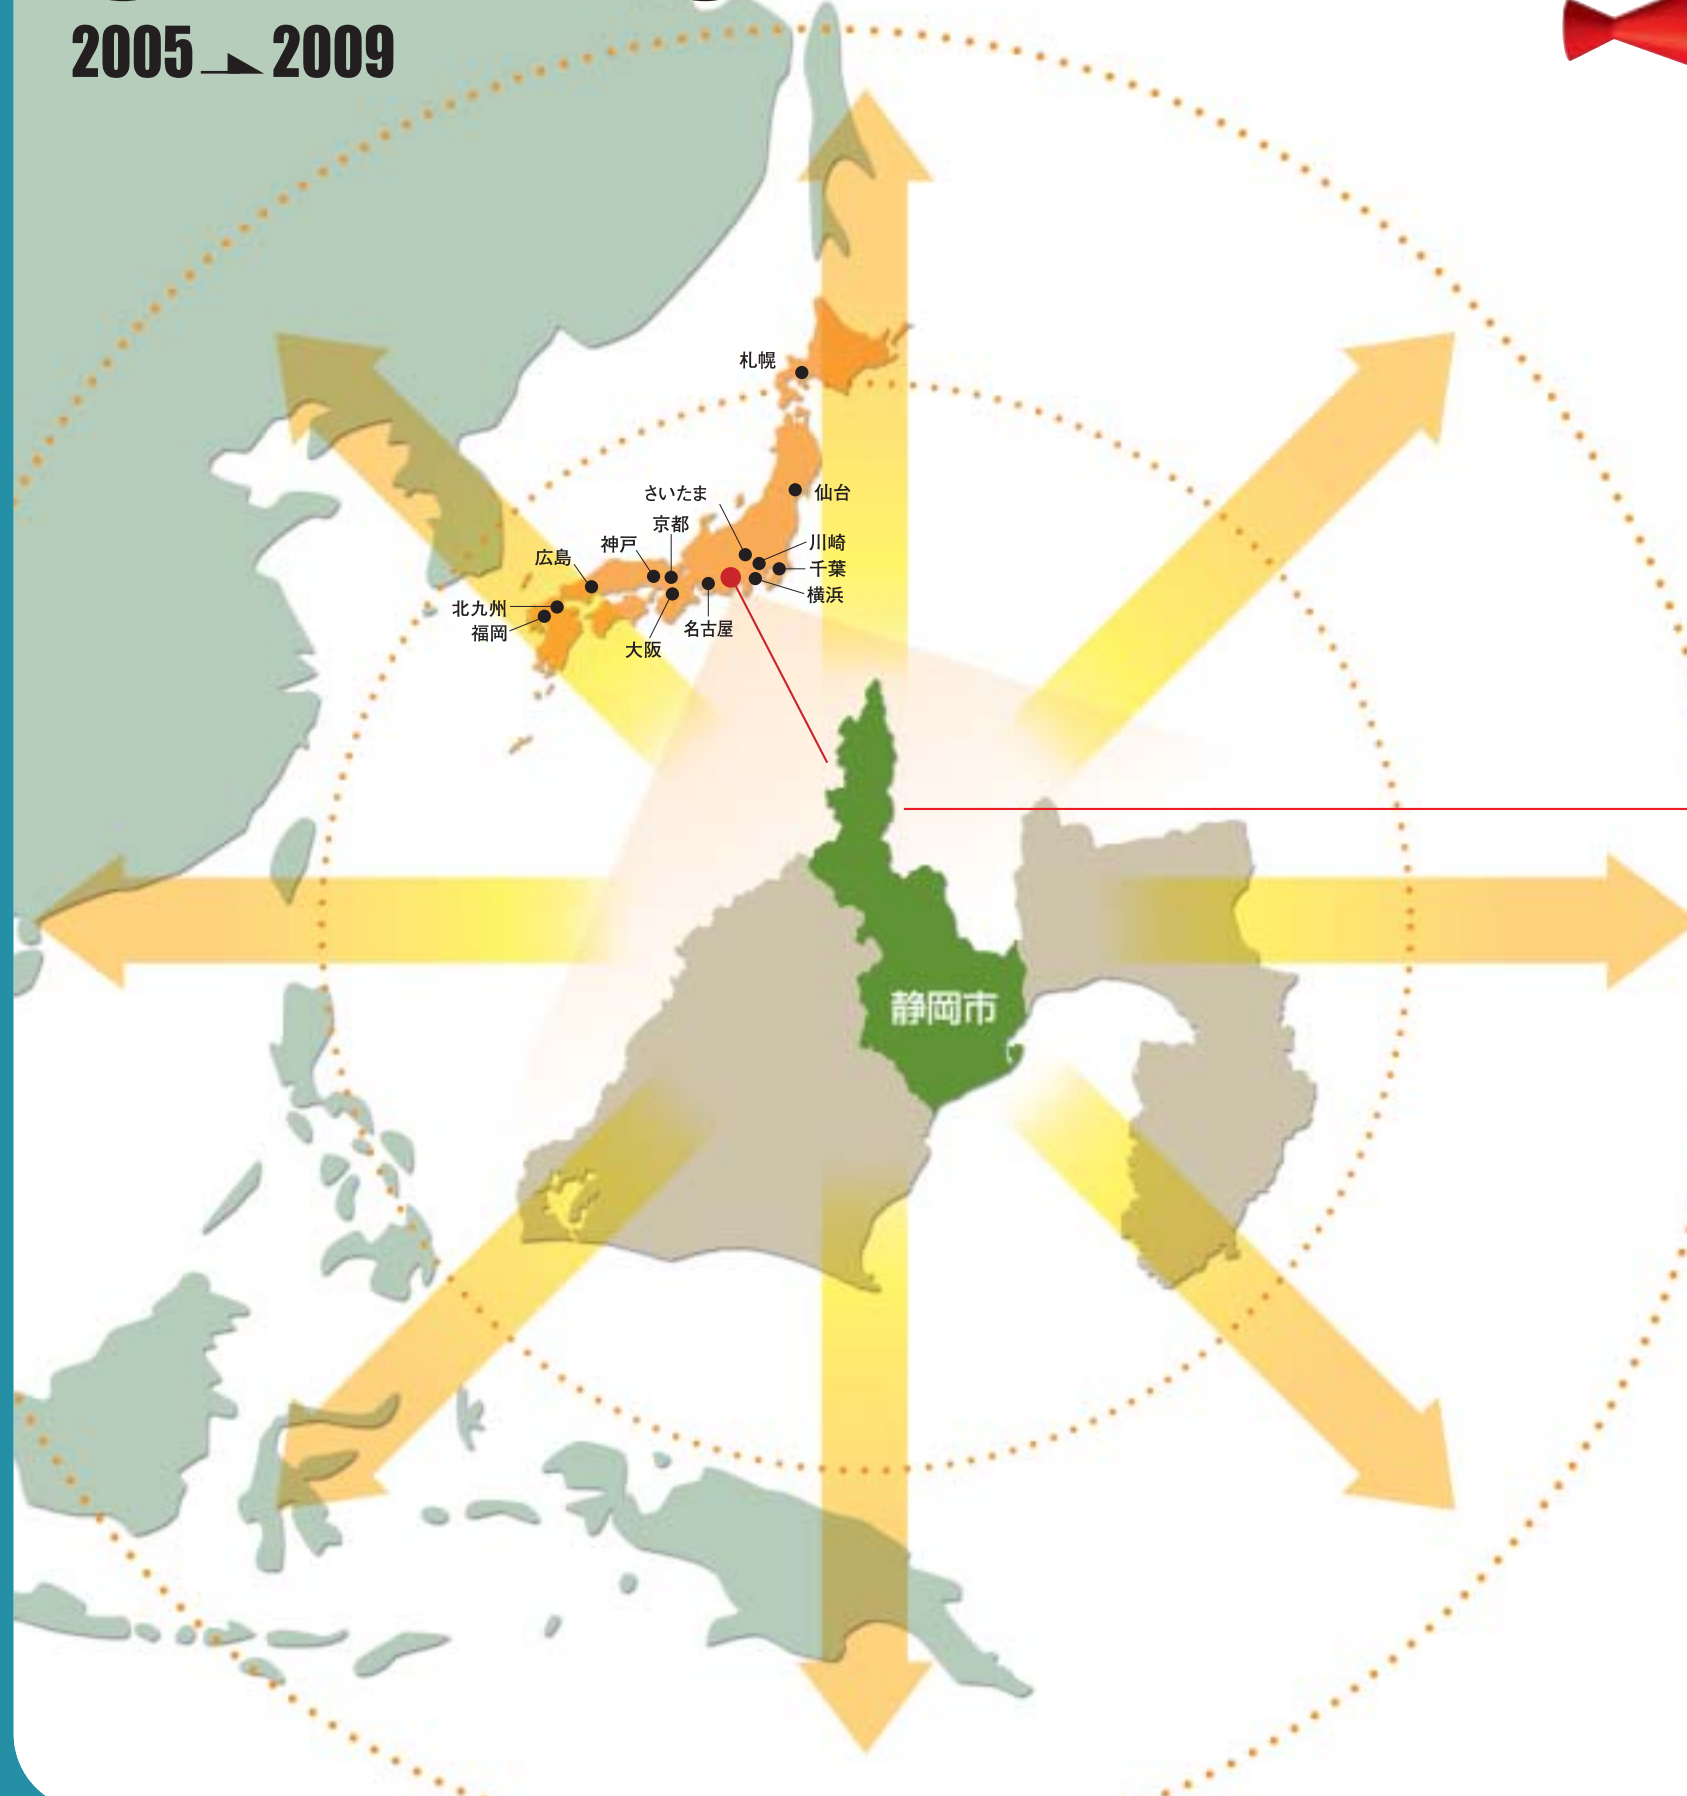 2005 2009
札幌
さいたま
仙台
京都
神戸
川崎
広島
千葉
横浜
北九州
福岡
名古屋
大阪
静岡市